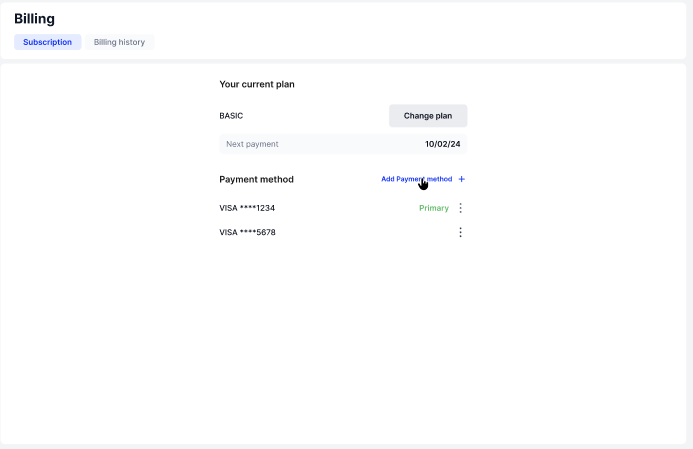 Billing
Subscription Billing history
Your current plan
BASIC Change plan
Next payment 10/02/24
Payment method Add Payment method +
VISA ****1234 Primary
VISA ****5678